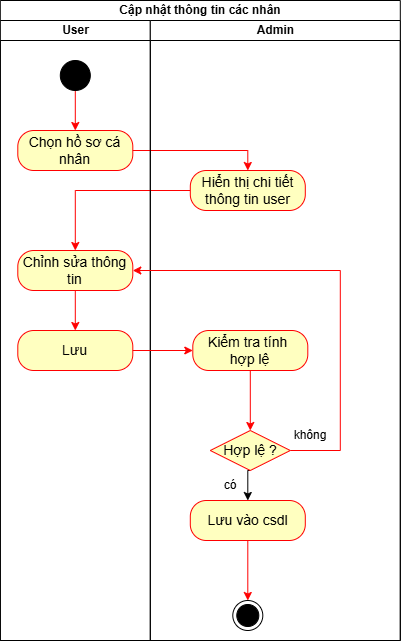 Cập nhật thông tin các nhân
User
Admin
Chọn hồ sơ cá
nhân
Hiển thị chi tiết
thông tin user
Chỉnh sửa thông
tin
Lưu
Kiểm tra tính
hợp lệ
Hợp lệ ?
không
có
Lưu vào csdl